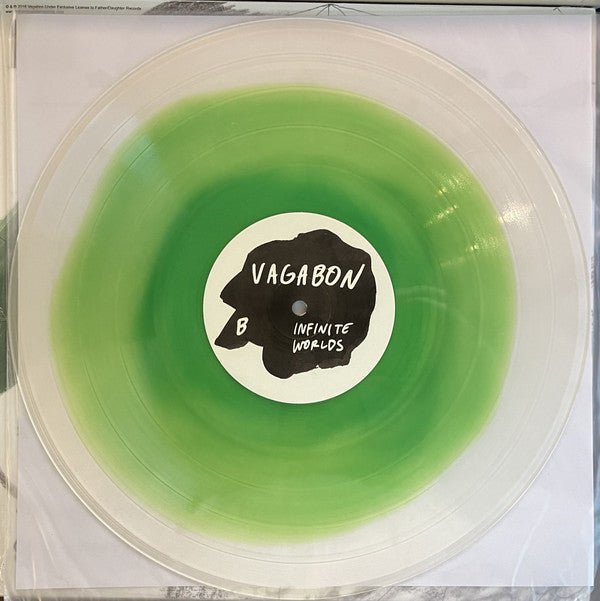 ℗ & © 2016 Vagabon Under Exclusive License to Father/Daughter Records
VAGABON
B
INFINITE
WORLDS